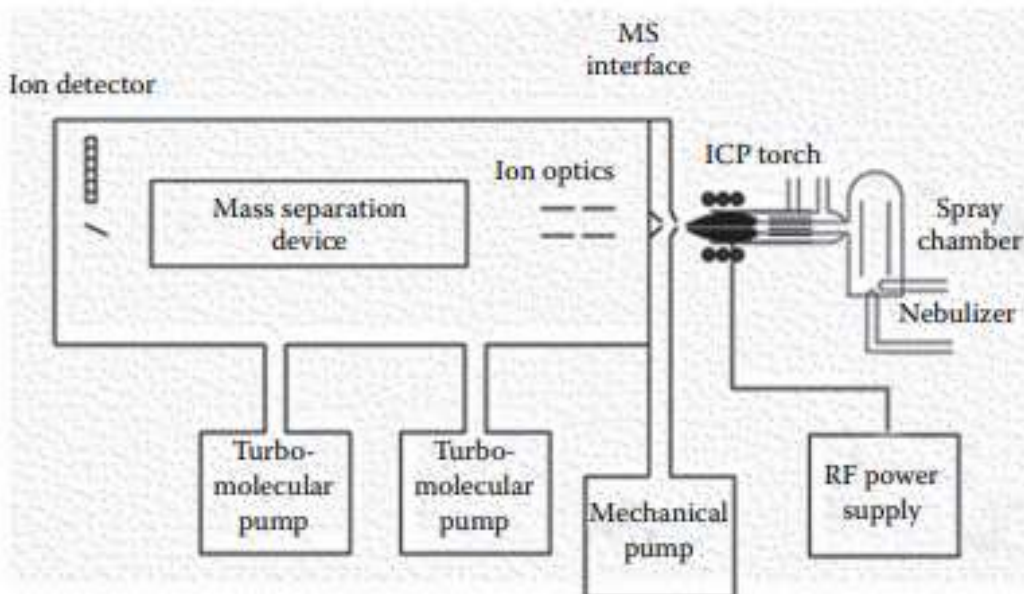 MS
interface
Ion detector
ICP torch
Ion optics
Mass separation
device
Spray
chamber
Nebulizer
Turbo-
molecular
pump
Turbo-
molecular
pump
Mechanical
pump
RF power
supply